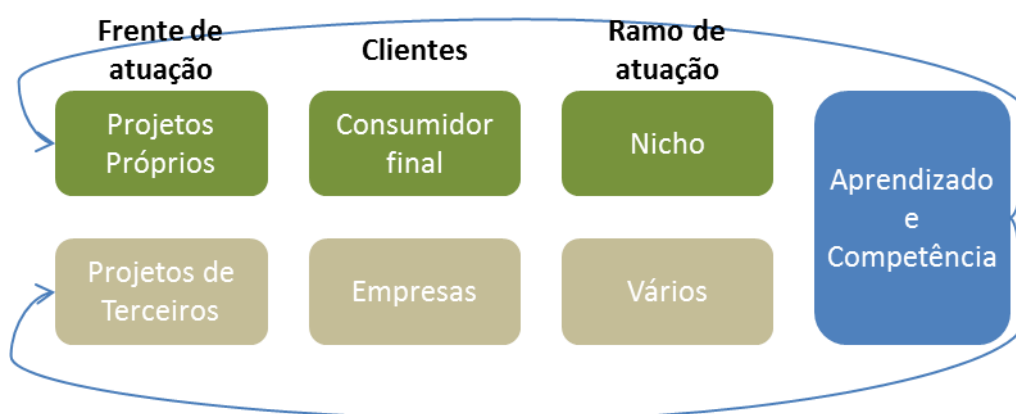 Frente de
atuação
Clientes
Ramo de
atuação
Projetos
Próprios
Consumidor
final
Nicho
Aprendizado
e
Competência
Projetos de
Terceiros
Empresas
Vários